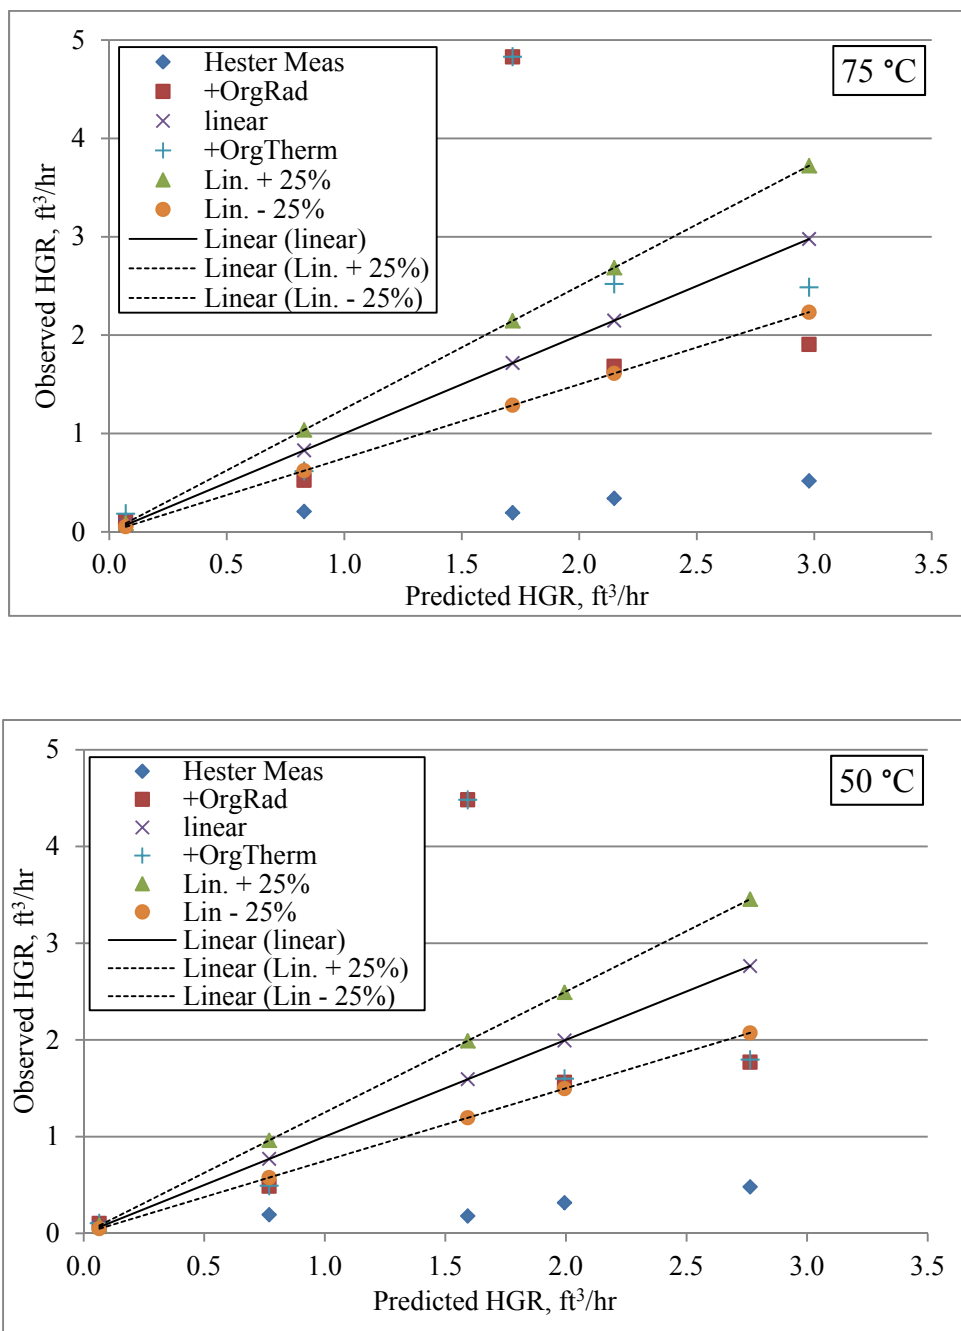 5
4
3
2
1
0
Observed HGR, ft³/hr
Hester Meas
+OrgRad
linear
+OrgTherm
Lin. + 25%
Lin. - 25%
Linear (linear)
Linear (Lin. + 25%)
Linear (Lin. - 25%)
75 °C
0.0 0.5 1.0 1.5 2.0 2.5 3.0 3.5
Predicted HGR, ft³/hr
5
4
3
2
1
0
Observed HGR, ft³/hr
Hester Meas
+OrgRad
linear
+OrgTherm
Lin. + 25%
Lin - 25%
Linear (linear)
Linear (Lin. + 25%)
Linear (Lin - 25%)
50 °C
0.0 0.5 1.0 1.5 2.0 2.5 3.0 3.5
Predicted HGR, ft³/hr